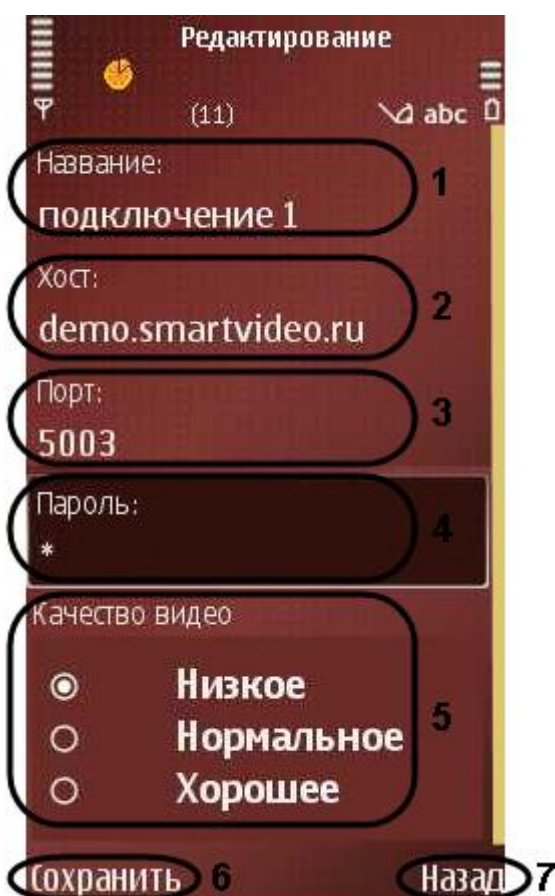 Редактирование
(11) abc
Название:
подключение 1
1
Хост:
demo.smartvideo.ru
2
Порт:
5003
3
Пароль:
*
4
Качество видео
Низкое
Нормальное
5
Хорошее
Сохранить 6 Назад 7